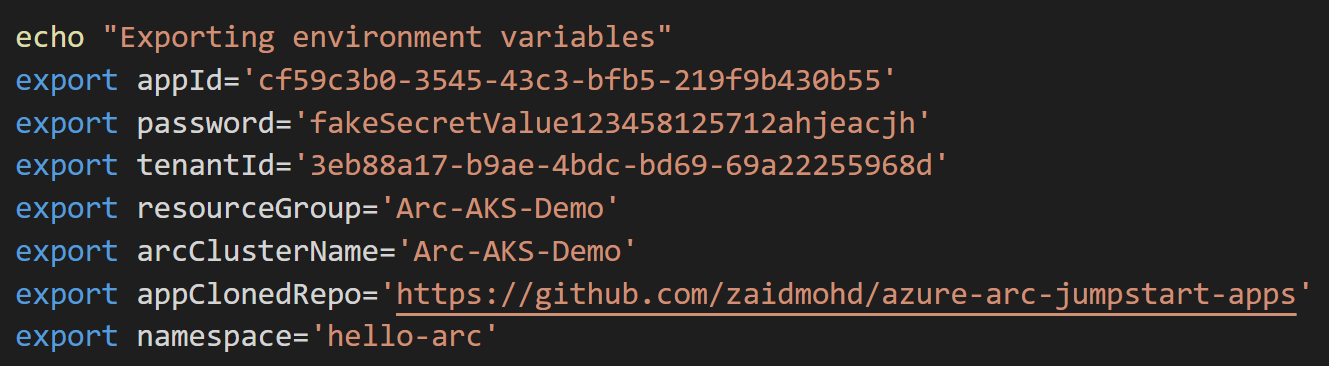 echo "Exporting environment variables"
export appId='cf59c3b0-3545-43c3-bfb5-219f9b430b55'
export password='fakeSecretValue123458125712ahjeacjh'
export tenantId='3eb88a17-b9ae-4bdc-bd69-69a22255968d'
export resourceGroup='Arc-AKS-Demo'
export arcClusterName='Arc-AKS-Demo'
export appClonedRepo='https://github.com/zaidmohd/azure-arc-jumpstart-apps'
export namespace='hello-arc'